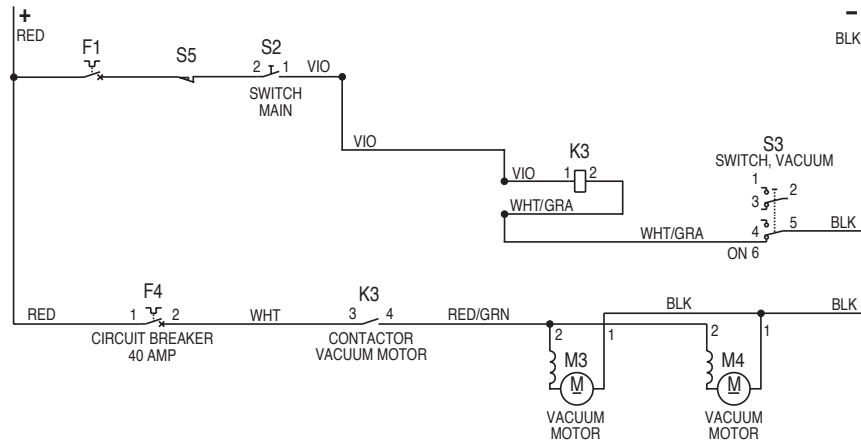 +
−
RED
BLK
F1
S5
S2
2 1
VIO
SWITCH
MAIN
VIO
K3
S3
SWITCH, VACUUM
VIO
1 2
1
2
3
WHT/GRA
WHT/GRA
4
5
BLK
ON 6
F4
K3
RED
1 2
WHT
3 4
RED/GRN
BLK
BLK
CIRCUIT BREAKER
40 AMP
CONTACTOR
VACUUM MOTOR
2
1
2
1
M3
M4
M
M
VACUUM
MOTOR
VACUUM
MOTOR